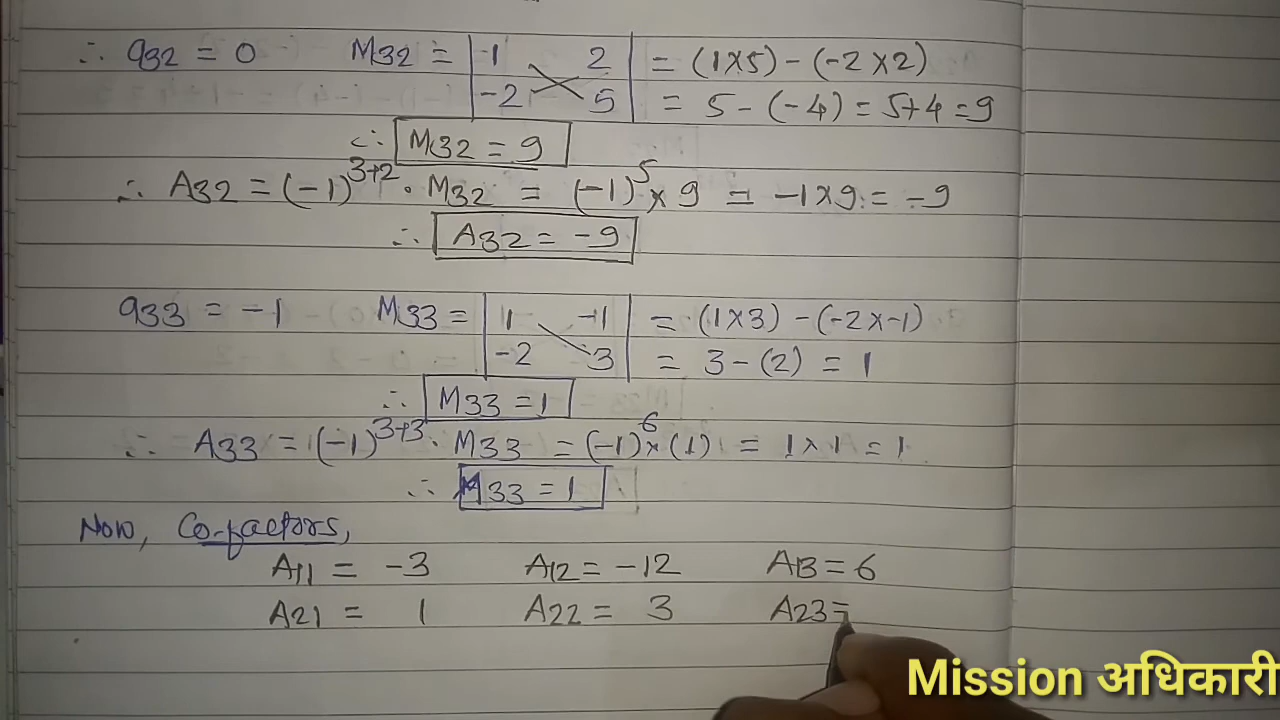 ∴ a32 = 0 M32 = | 1 2 | = (1×5) - (-2×2)
| -2 5 | = 5 - (-4) = 5+4 = 9
∴ M32 = 9
∴ A32 = (-1)^3+2 . M32 = (-1)^5 × 9 = -1×9 = -9
∴ A32 = -9
a33 = -1 M33 = | 1 -1 | = (1×3) - (-2×-1)
| -2 3 | = 3 - (2) = 1
∴ M33 = 1
∴ A33 = (-1)^3+3 . M33 = (-1)^6 × (1) = 1×1 = 1
∴ M33 = 1
Now, Co-factors,
A11 = -3 A12 = -12 A13 = 6
A21 = 1 A22 = 3 A23 =
Mission अधिकारी